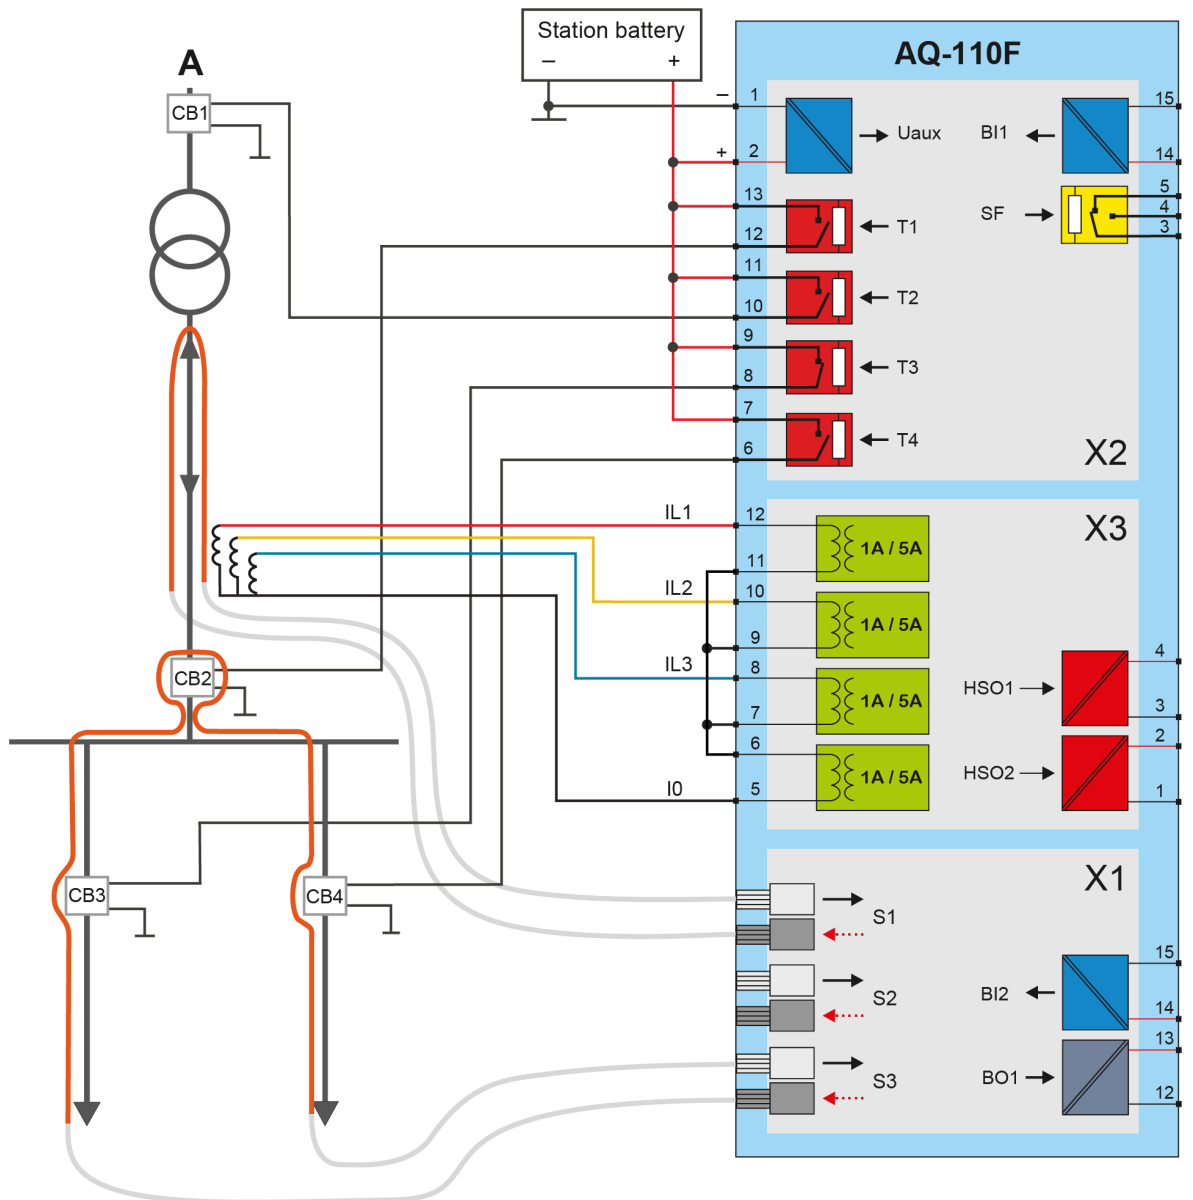 Station battery
– +
AQ-110F
A
CB1
– 1
+ 2
Uaux
BI1
15
14
13
12
T1
SF
5
4
3
11
10
T2
9
8
T3
7
6
T4
X2
IL1
12
11
1A / 5A
X3
IL2
10
9
1A / 5A
IL3
8
7
1A / 5A
HSO1
4
3
6
5
I0
1A / 5A
HSO2
2
1
CB2
CB3
CB4
X1
S1
S2
S3
BI2
15
14
BO1
13
12